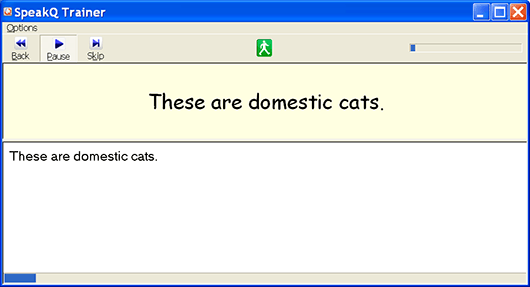 SpeakQ Trainer
Options
Back Pause Skip
These are domestic cats.
These are domestic cats.